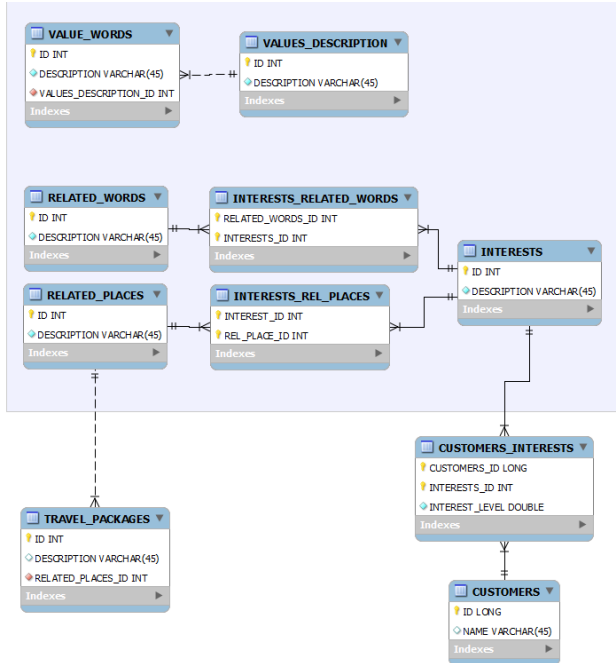 VALUE_WORDS
ID INT
DESCRIPTION VARCHAR(45)
VALUES_DESCRIPTION_ID INT
Indexes
VALUES_DESCRIPTION
ID INT
DESCRIPTION VARCHAR(45)
Indexes
RELATED_WORDS
ID INT
DESCRIPTION VARCHAR(45)
Indexes
INTERESTS_RELATED_WORDS
RELATED_WORDS_ID INT
INTERESTS_ID INT
Indexes
INTERESTS
ID INT
DESCRIPTION VARCHAR(45)
Indexes
RELATED_PLACES
ID INT
DESCRIPTION VARCHAR(45)
Indexes
INTERESTS_REL_PLACES
INTEREST_ID INT
REL_PLACE_ID INT
Indexes
CUSTOMERS_INTERESTS
CUSTOMERS_ID LONG
INTERESTS_ID INT
INTEREST_LEVEL DOUBLE
Indexes
TRAVEL_PACKAGES
ID INT
DESCRIPTION VARCHAR(45)
RELATED_PLACES_ID INT
Indexes
CUSTOMERS
ID LONG
NAME VARCHAR(45)
Indexes